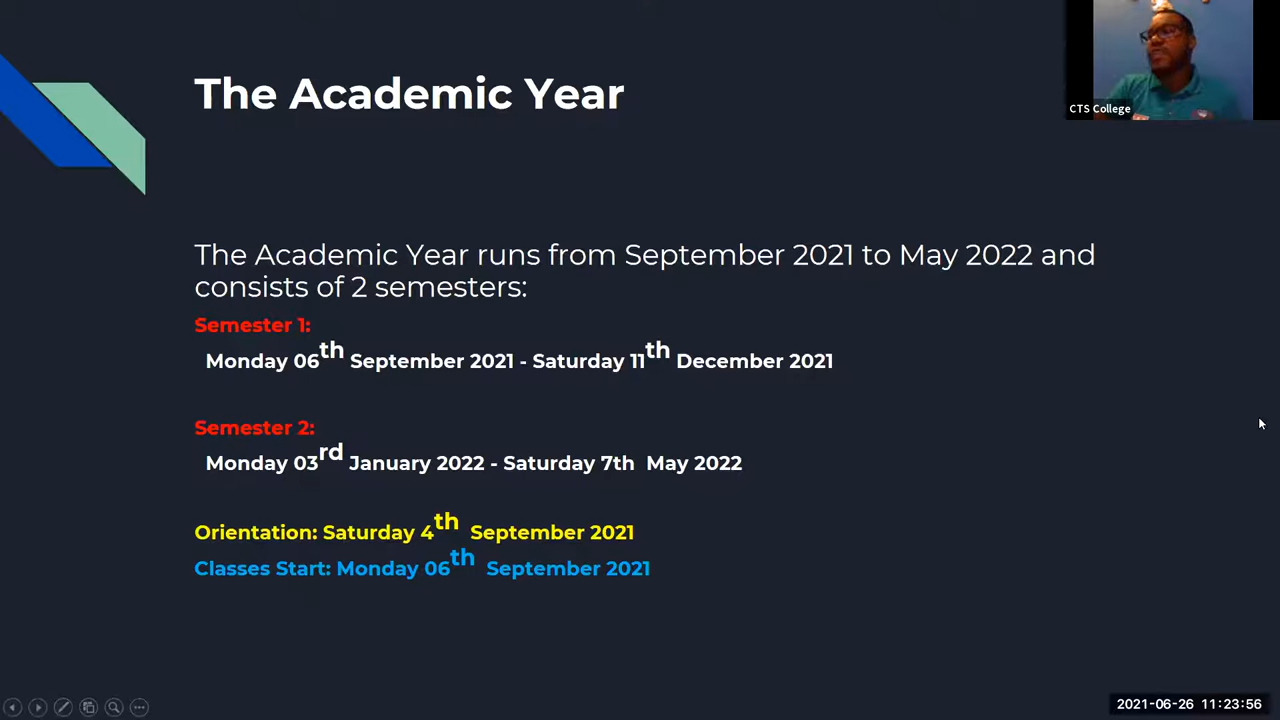 The Academic Year
CTS College
The Academic Year runs from September 2021 to May 2022 and
consists of 2 semesters:
Semester 1:
Monday 06th September 2021 - Saturday 11th December 2021
Semester 2:
Monday 03rd January 2022 - Saturday 7th May 2022
Orientation: Saturday 4th September 2021
Classes Start: Monday 06th September 2021
2021-06-26 11:23:56